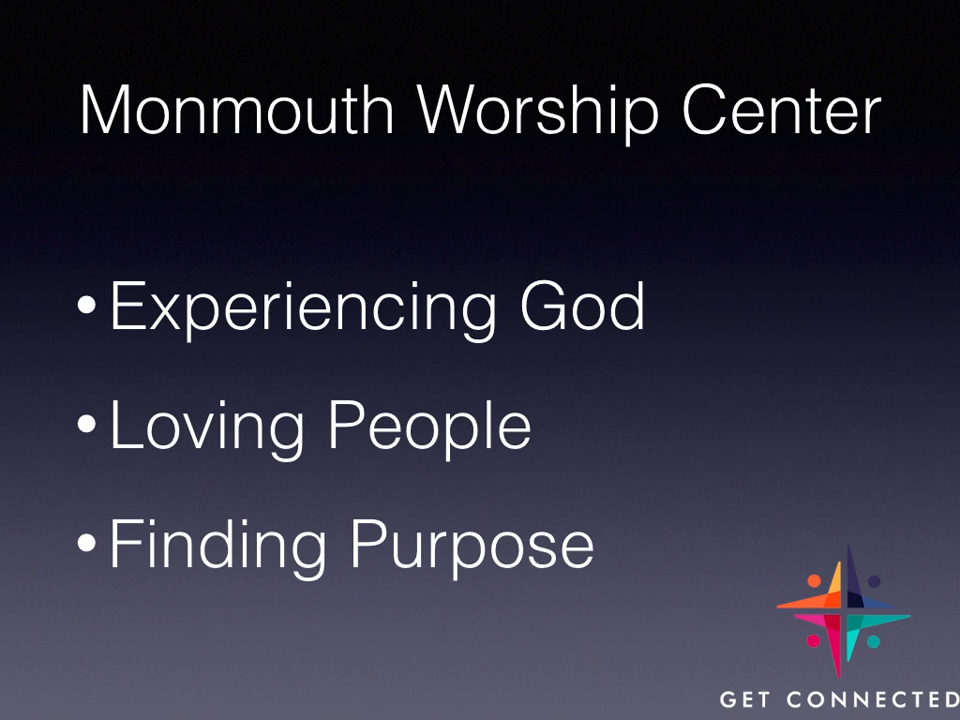 Monmouth Worship Center
• Experiencing God
• Loving People
• Finding Purpose
GET CONNECTED